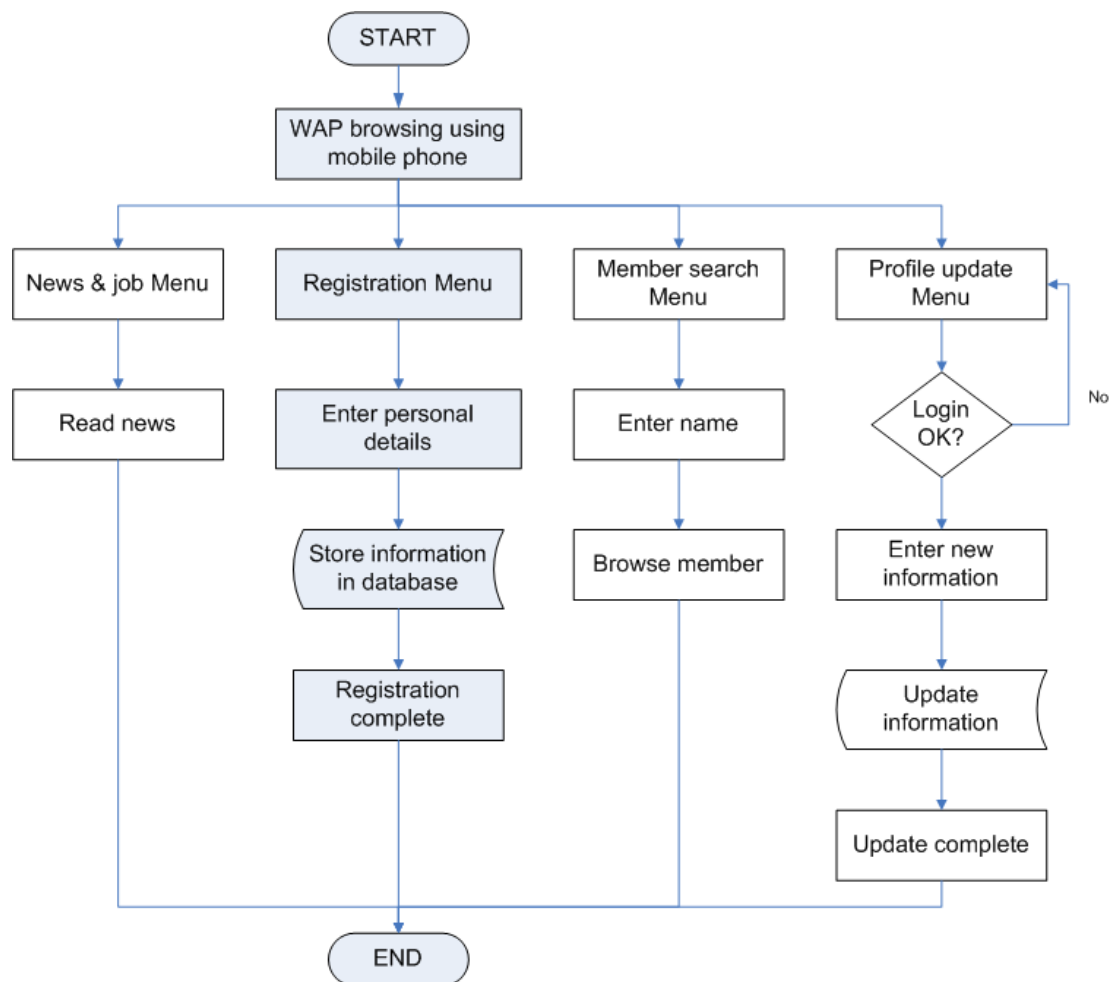 START
WAP browsing using
mobile phone
News & job Menu
Registration Menu
Member search
Menu
Profile update
Menu
Read news
Enter personal
details
Enter name
Login
OK?
No
Store information
in database
Browse member
Enter new
information
Registration
complete
Update
information
Update complete
END